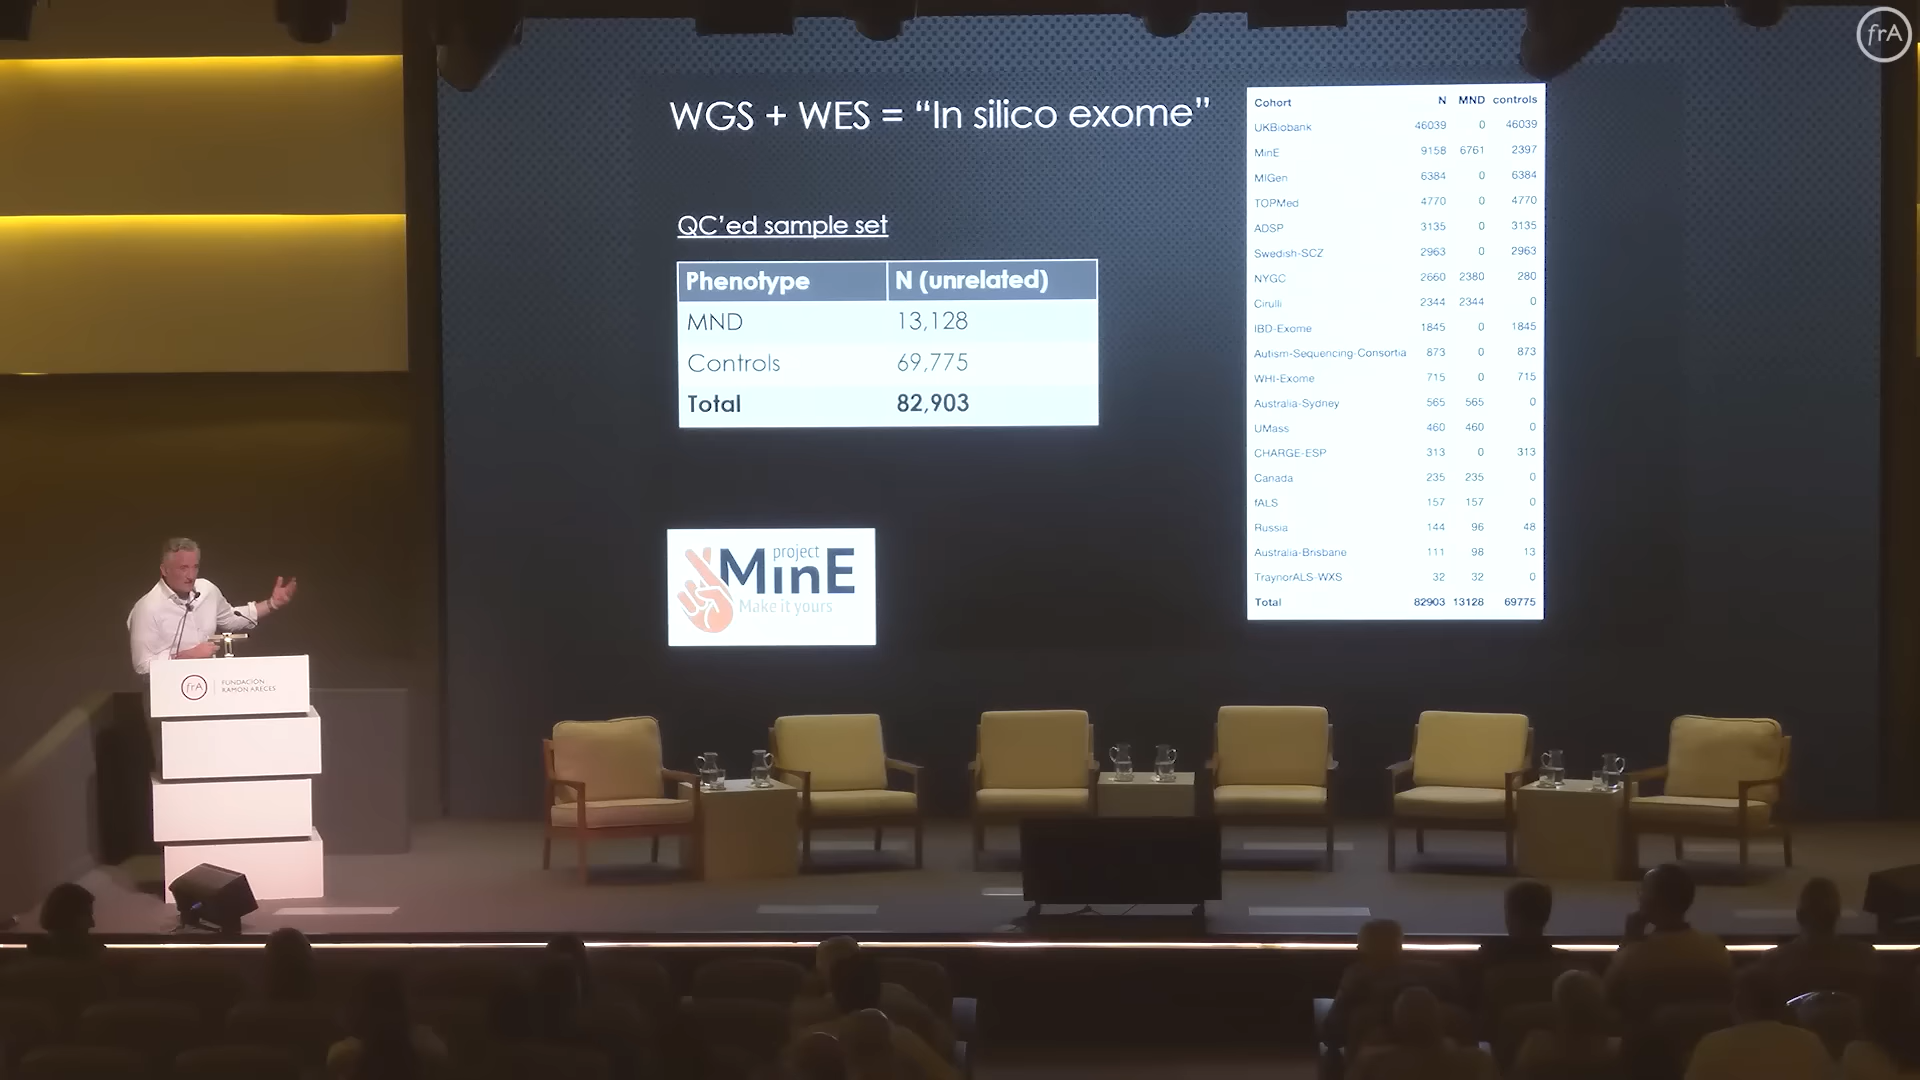 frA
WGS + WES = “In silico exome”
QC’ed sample set
Phenotype N (unrelated)
MND 13,128
Controls 69,775
Total 82,903
project
MinE
Make it yours
Cohort N MND controls
UKBiobank 46039 0 46039
MinE 9158 6761 2397
MIGen 6384 0 6384
TOPMed 4770 0 4770
ADSP 3135 0 3135
Swedish-SCZ 2963 0 2963
NYGC 2660 2380 280
Cirulli 2344 2344 0
IBD-Exome 1845 0 1845
Autism-Sequencing-Consortia 873 0 873
WHI-Exome 715 0 715
Australia-Sydney 565 565 0
UMass 460 460 0
CHARGE-ESP 313 0 313
Canada 235 235 0
fALS 157 157 0
Russia 144 96 48
Australia-Brisbane 111 98 13
TraynorALS-WXS 32 32 0
Total 82903 13128 69775
frA
FUNDACIÓN
RAMÓN ARECES